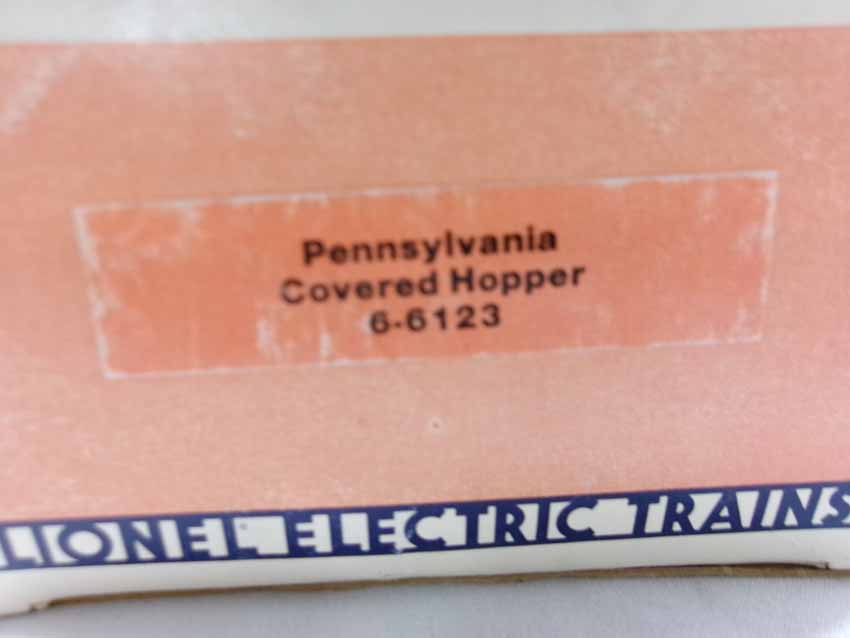 Pennsylvania
Covered Hopper
6-6123
LIONEL ELECTRIC TRAINS